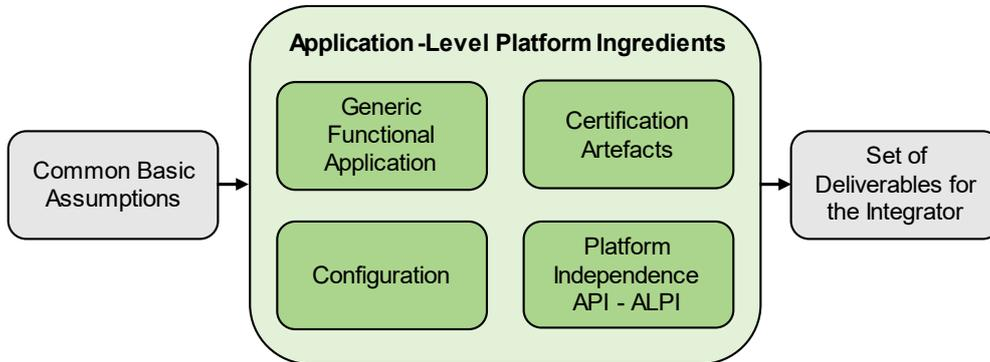 Application-Level Platform Ingredients
Generic
Functional
Application
Certification
Artefacts
Common Basic
Assumptions
Set of
Deliverables for
the Integrator
Configuration
Platform
Independence
API - ALPI